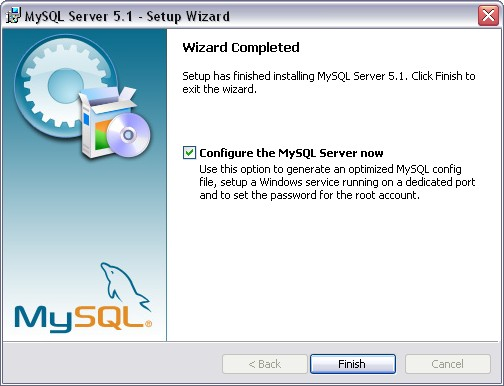 MySQL Server 5.1 - Setup Wizard
Wizard Completed
Setup has finished installing MySQL Server 5.1. Click Finish to
exit the wizard.
Configure the MySQL Server now
Use this option to generate an optimized MySQL config
file, setup a Windows service running on a dedicated port
and to set the password for the root account.
MySQL®
< Back
Finish
Cancel